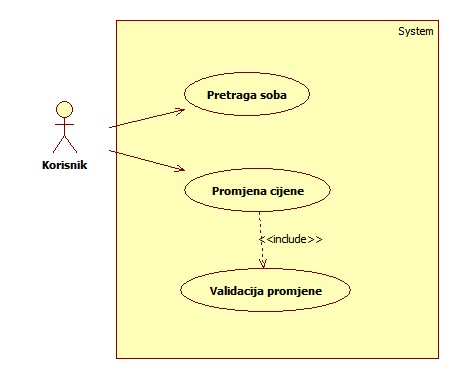 System
Pretraga soba
Korisnik
Promjena cijene
<<include>>
Validacija promjene